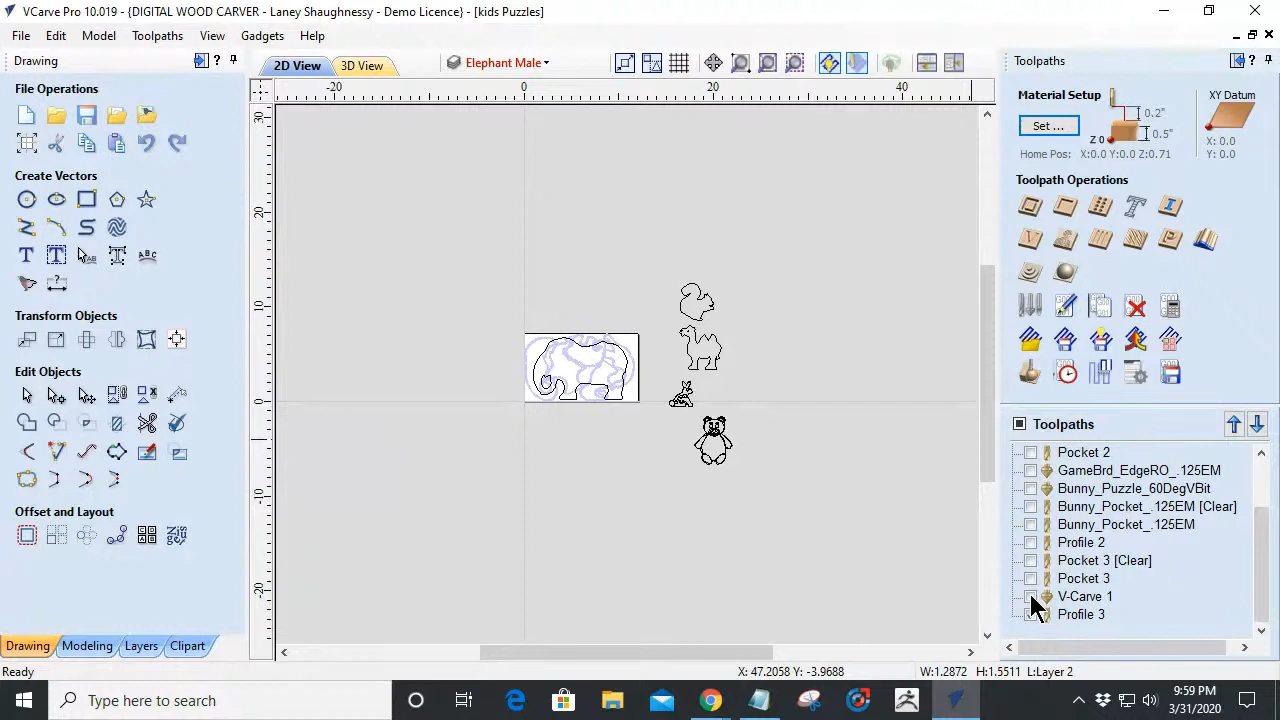 VCarve Pro 10.019 - {DIGITAL WOOD CARVER - Laney Shaughnessy - Demo Licence} - [kids Puzzles]
File Edit Model Toolpaths View Gadgets Help
Drawing
2D View 3D View
Elephant Male
Toolpaths
File Operations
Create Vectors
Transform Objects
Edit Objects
Offset and Layout
-20 0 20 40
30
20
10
0
-10
-20
Material Setup
Set ...
0.2"
Z 0
0.5"
Home Pos: X:0.0 Y:0.0 Z:0.71
XY Datum
X: 0.0
Y: 0.0
Toolpath Operations
Toolpaths
Pocket 2
GameBrd_EdgeRO_.125EM
Bunny_Puzzle_60DegVBit
Bunny_Pocket_.125EM [Clear]
Bunny_Pocket_.125EM
Profile 2
Pocket 3 [Clear]
Pocket 3
V-Carve 1
Profile 3
Drawing Modeling Layers Clipart
Ready
X: 47.2058 Y: -3.9688
W:1.2872 H:1.5511 L:Layer 2
Type here to search
9:59 PM
3/31/2020